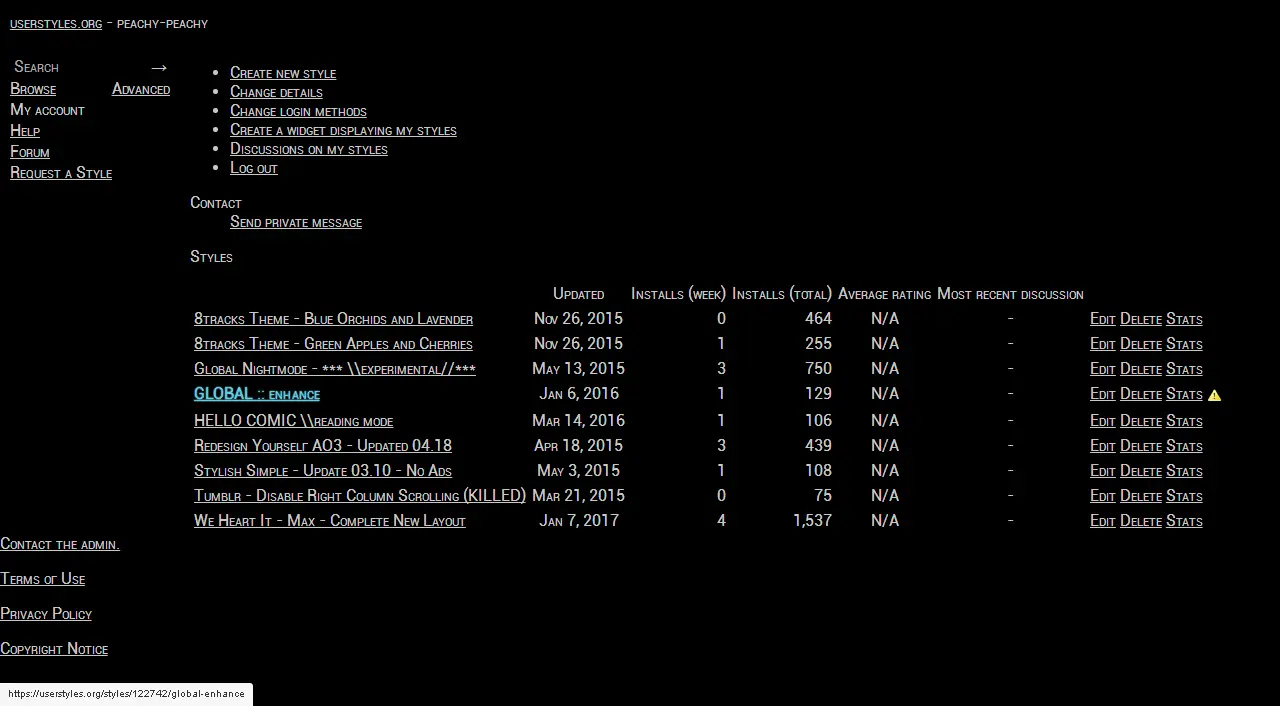 userstyles.org - peachy-peachy
Search →
Browse Advanced
My account
Help
Forum
Request a Style
• Create new style
• Change details
• Change login methods
• Create a widget displaying my styles
• Discussions on my styles
• Log out
Contact
Send private message
Styles
Updated Installs (week) Installs (total) Average rating Most recent discussion
8tracks Theme - Blue Orchids and Lavender Nov 26, 2015 0 464 N/A - Edit Delete Stats
8tracks Theme - Green Apples and Cherries Nov 26, 2015 1 255 N/A - Edit Delete Stats
Global Nightmode - *** \\experimental//*** May 13, 2015 3 750 N/A - Edit Delete Stats
GLOBAL :: enhance Jan 6, 2016 1 129 N/A - Edit Delete Stats
HELLO COMIC \\reading mode Mar 14, 2016 1 106 N/A - Edit Delete Stats
Redesign Yourself AO3 - Updated 04.18 Apr 18, 2015 3 439 N/A - Edit Delete Stats
Stylish Simple - Update 03.10 - No Ads May 3, 2015 1 108 N/A - Edit Delete Stats
Tumblr - Disable Right Column Scrolling (KILLED) Mar 21, 2015 0 75 N/A - Edit Delete Stats
We Heart It - Max - Complete New Layout Jan 7, 2017 4 1,537 N/A - Edit Delete Stats
Contact the admin.
Terms of Use
Privacy Policy
Copyright Notice
https://userstyles.org/styles/122742/global-enhance